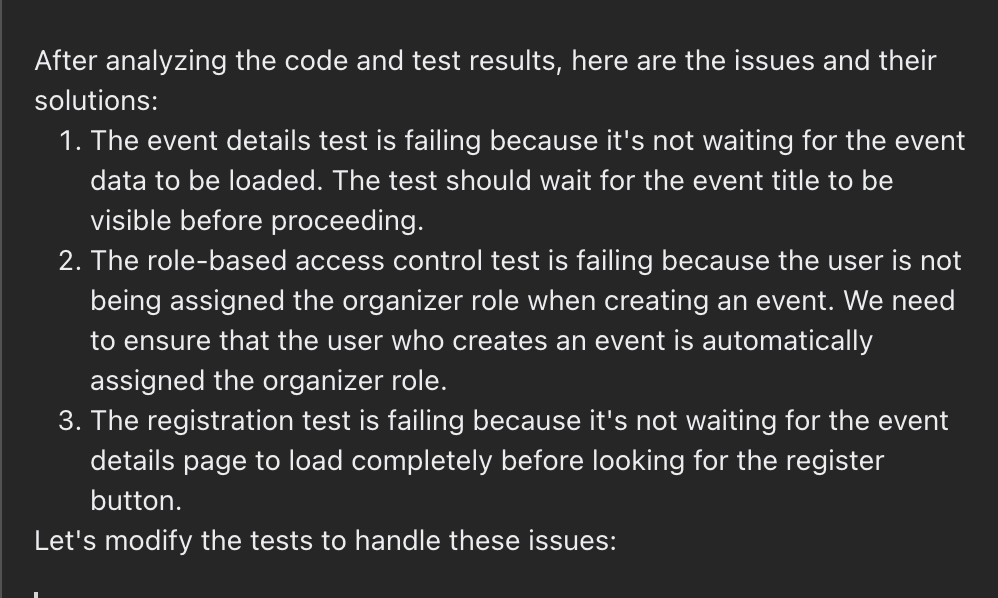 After analyzing the code and test results, here are the issues and their
solutions:
1. The event details test is failing because it's not waiting for the event
data to be loaded. The test should wait for the event title to be
visible before proceeding.
2. The role-based access control test is failing because the user is not
being assigned the organizer role when creating an event. We need
to ensure that the user who creates an event is automatically
assigned the organizer role.
3. The registration test is failing because it's not waiting for the event
details page to load completely before looking for the register
button.
Let's modify the tests to handle these issues: